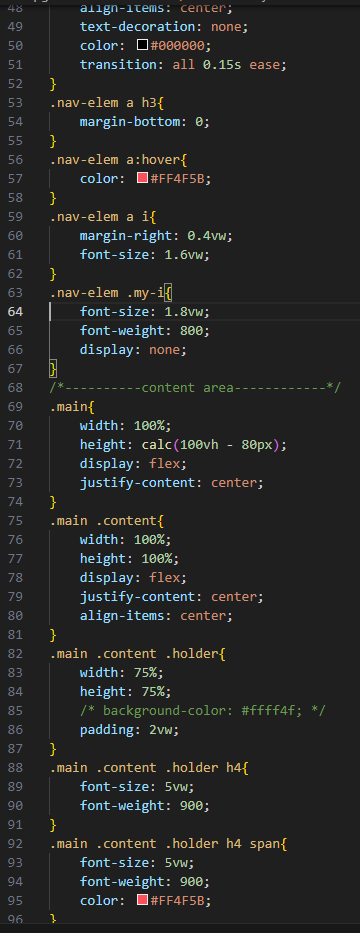 48 align-items: center;
49 text-decoration: none;
50 color: #000000;
51 transition: all 0.15s ease;
52 }
53 .nav-elem a h3{
54 margin-bottom: 0;
55 }
56 .nav-elem a:hover{
57 color: #FF4F5B;
58 }
59 .nav-elem a i{
60 margin-right: 0.4vw;
61 font-size: 1.6vw;
62 }
63 .nav-elem .my-i{
64 font-size: 1.8vw;
65 font-weight: 800;
66 display: none;
67 }
68 /*----------content area------------*/
69 .main{
70 width: 100%;
71 height: calc(100vh - 80px);
72 display: flex;
73 justify-content: center;
74 }
75 .main .content{
76 width: 100%;
77 height: 100%;
78 display: flex;
79 justify-content: center;
80 align-items: center;
81 }
82 .main .content .holder{
83 width: 75%;
84 height: 75%;
85 /* background-color: #ffff4f; */
86 padding: 2vw;
87 }
88 .main .content .holder h4{
89 font-size: 5vw;
90 font-weight: 900;
91 }
92 .main .content .holder h4 span{
93 font-size: 5vw;
94 font-weight: 900;
95 color: #FF4F5B;
96 }